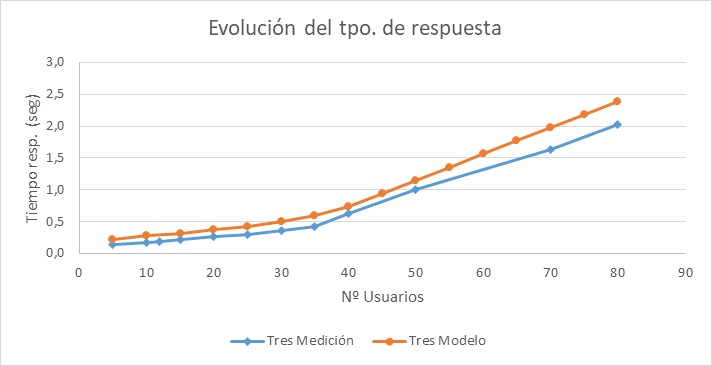 Evolución del tpo. de respuesta
Tiempo resp. (seg)
3,0
2,5
2,0
1,5
1,0
0,5
0,0
0 10 20 30 40 50 60 70 80 90
Nº Usuarios
Tres Medición Tres Modelo